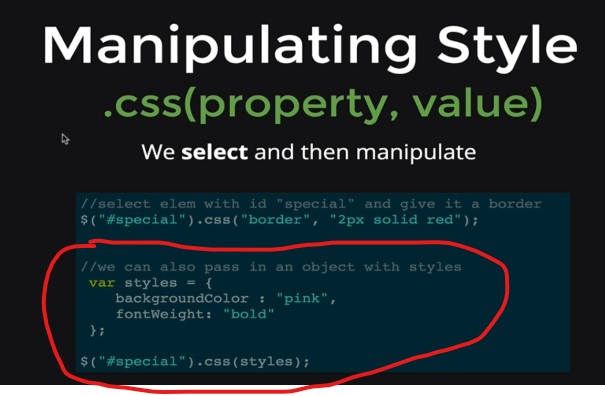 Manipulating Style
.css(property, value)
We select and then manipulate
//select elem with id "special" and give it a border
$("#special").css("border", "2px solid red");
//we can also pass in an object with styles
var styles = {
backgroundColor : "pink",
fontWeight: "bold"
};
$("#special").css(styles);